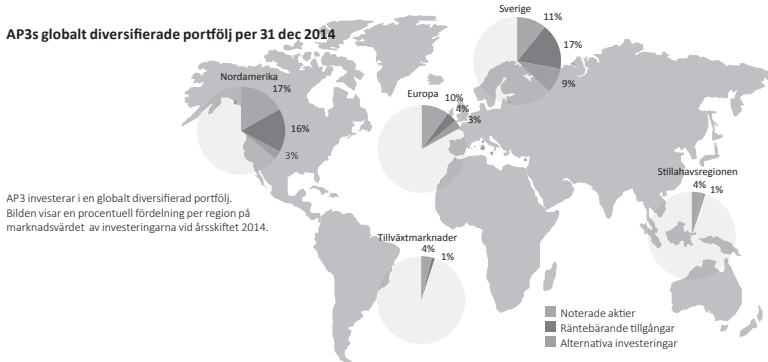 AP3s globalt diversifierade portfölj per 31 dec 2014
Sverige
11%
17%
9%
Nordamerika
17%
16%
3%
Europa
10%
4%
3%
Stillahavsregionen
4%
1%
AP3 investerar i en globalt diversifierad portfölj.
Bilden visar en procentuell fördelning per region på
marknadsvärdet av investeringarna vid årsskiftet 2014.
Tillväxtmarknader
4%
1%
Noterade aktier
Räntebärande tillgångar
Alternativa investeringar